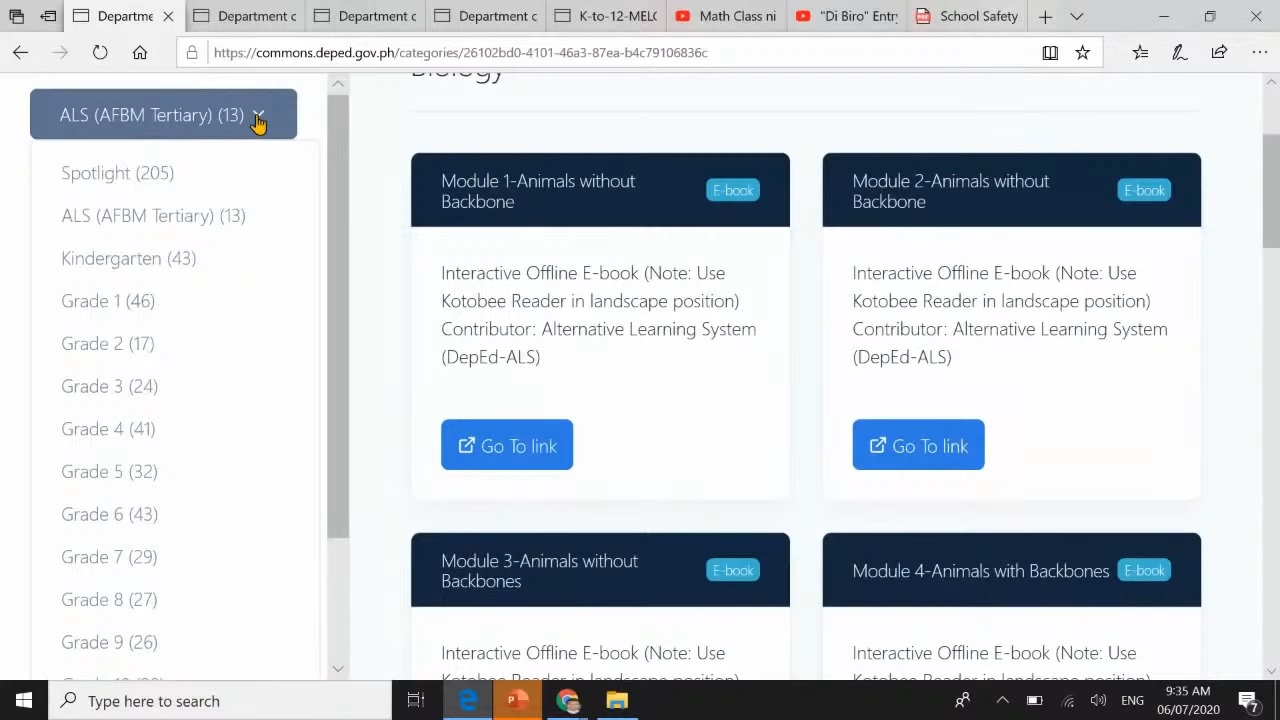 Department
Department c
Department c
Department c
K-to-12-MELC
Math Class ni
"Di Biro" Entry
School Safety
https://commons.deped.gov.ph/categories/26102bd0-4101-46a3-87ea-b4c79106836c
ALS (AFBM Tertiary) (13)
Spotlight (205)
ALS (AFBM Tertiary) (13)
Kindergarten (43)
Grade 1 (46)
Grade 2 (17)
Grade 3 (24)
Grade 4 (41)
Grade 5 (32)
Grade 6 (43)
Grade 7 (29)
Grade 8 (27)
Grade 9 (26)
Biology
Module 1-Animals without
Backbone
E-book
Interactive Offline E-book (Note: Use
Kotobee Reader in landscape position)
Contributor: Alternative Learning System
(DepEd-ALS)
Go To link
Module 2-Animals without
Backbone
E-book
Interactive Offline E-book (Note: Use
Kotobee Reader in landscape position)
Contributor: Alternative Learning System
(DepEd-ALS)
Go To link
Module 3-Animals without
Backbones
E-book
Interactive Offline E-book (Note: Use
Module 4-Animals with Backbones
E-book
Interactive Offline E-book (Note: Use
Type here to search
ENG
9:35 AM
06/07/2020
7